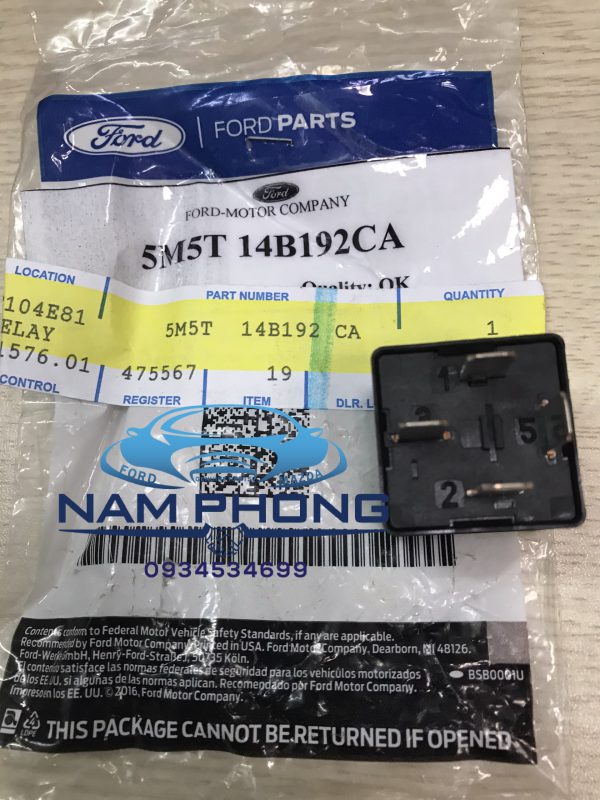 Ford
FORD PARTS
Ford
FORD-MOTOR COMPANY
5M5T 14B192CA
Quality: OK
LOCATION PART NUMBER QUANTITY
104E81
ELAY 5M5T 14B192 CA 1
1576.01
CONTROL 475567 19
REGISTER ITEM DLR.
1
3
5
2
FORD MAZDA
NAM PHONG
0934534699
Contents conform to Federal Motor Vehicle Safety Standards, if any are applicable.
Recommended by Ford Motor Company. Printed in USA. Ford Motor Company. Dearborn, MI 48126.
Ford-Werke GmbH, Henry-Ford-Straße, 50735 Köln.
El contenido satisface las normas federales de seguridad para los vehículos motorizados
de los EE.UU. si algunas de las normas aplican. Recomendado por Ford Motor Company.
Impreso en los EE. UU. © 2016, Ford Motor Company.
BSB0001U
LDPE
THIS PACKAGE CANNOT BE RETURNED IF OPENED